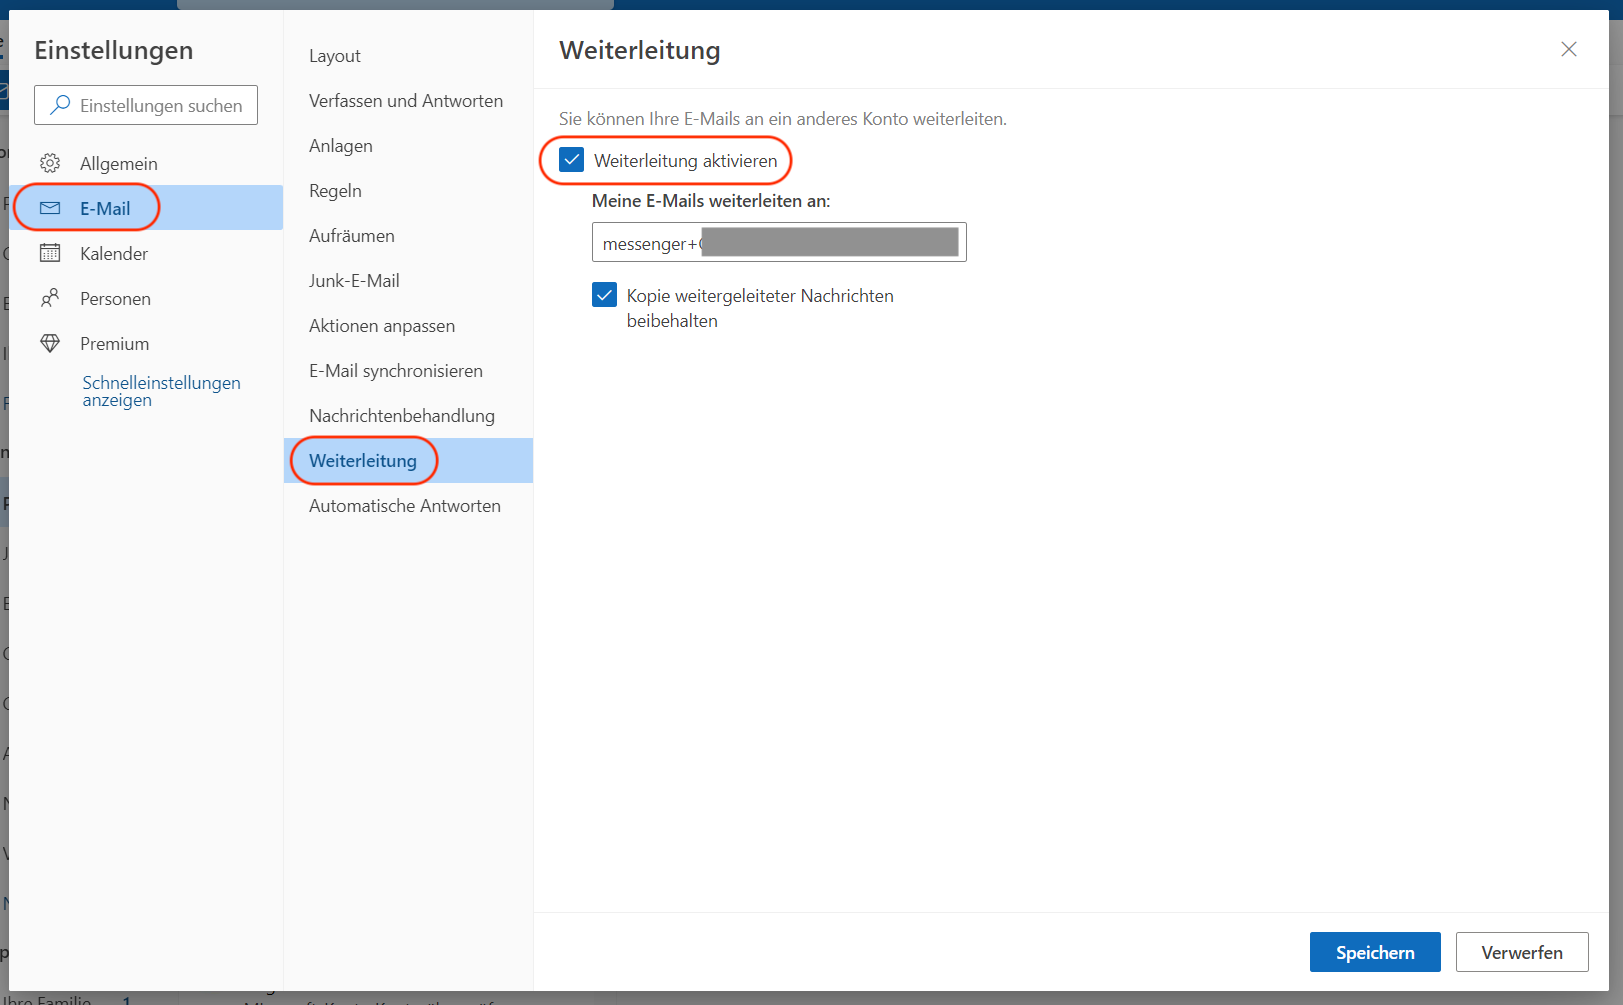 Einstellungen
Einstellungen suchen
Allgemein
E-Mail
Kalender
Personen
Premium
Schnelleinstellungen
anzeigen
Layout
Verfassen und Antworten
Anlagen
Regeln
Aufräumen
Junk-E-Mail
Aktionen anpassen
E-Mail synchronisieren
Nachrichtenbehandlung
Weiterleitung
Automatische Antworten
Weiterleitung
Sie können Ihre E-Mails an ein anderes Konto weiterleiten.
Weiterleitung aktivieren
Meine E-Mails weiterleiten an:
messenger+
Kopie weitergeleiteter Nachrichten
beibehalten
Speichern
Verwerfen
Ihre Familie 1